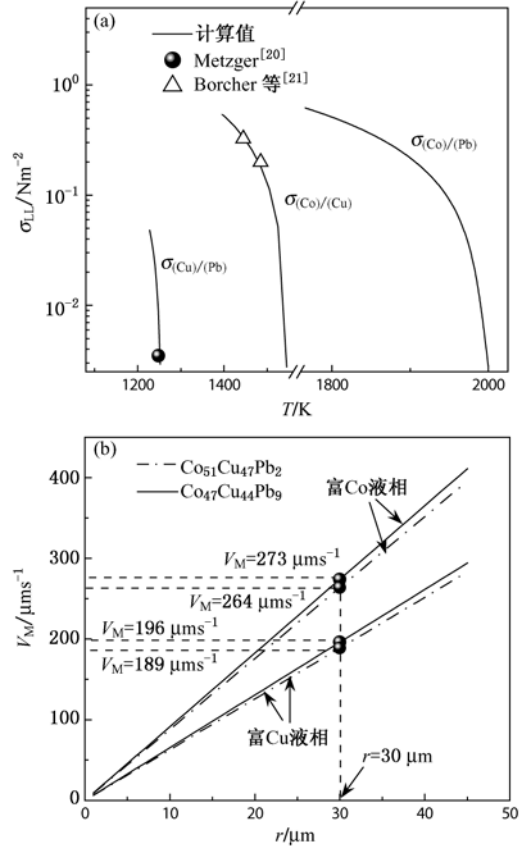 (a)
计算值
Metzger[20]
Borcher 等[21]
10⁰
10⁻¹
10⁻²
σLL/Nm⁻²
σ(Cu)/(Pb)
σ(Co)/(Cu)
σ(Co)/(Pb)
1200
1400
1800
2000
T/K
(b)
Co51Cu47Pb2
Co47Cu44Pb9
富Co液相
VM=273 μms⁻¹
VM=264 μms⁻¹
VM=196 μms⁻¹
VM=189 μms⁻¹
富Cu液相
r=30 μm
400
300
200
100
0
VM/μms⁻¹
0
10
20
30
40
50
r/μm